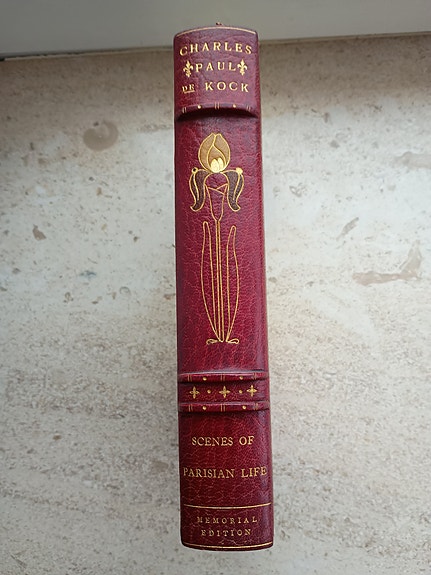 CHARLES
PAUL
DE KOCK
SCENES OF
PARISIAN LIFE
MEMORIAL
EDITION